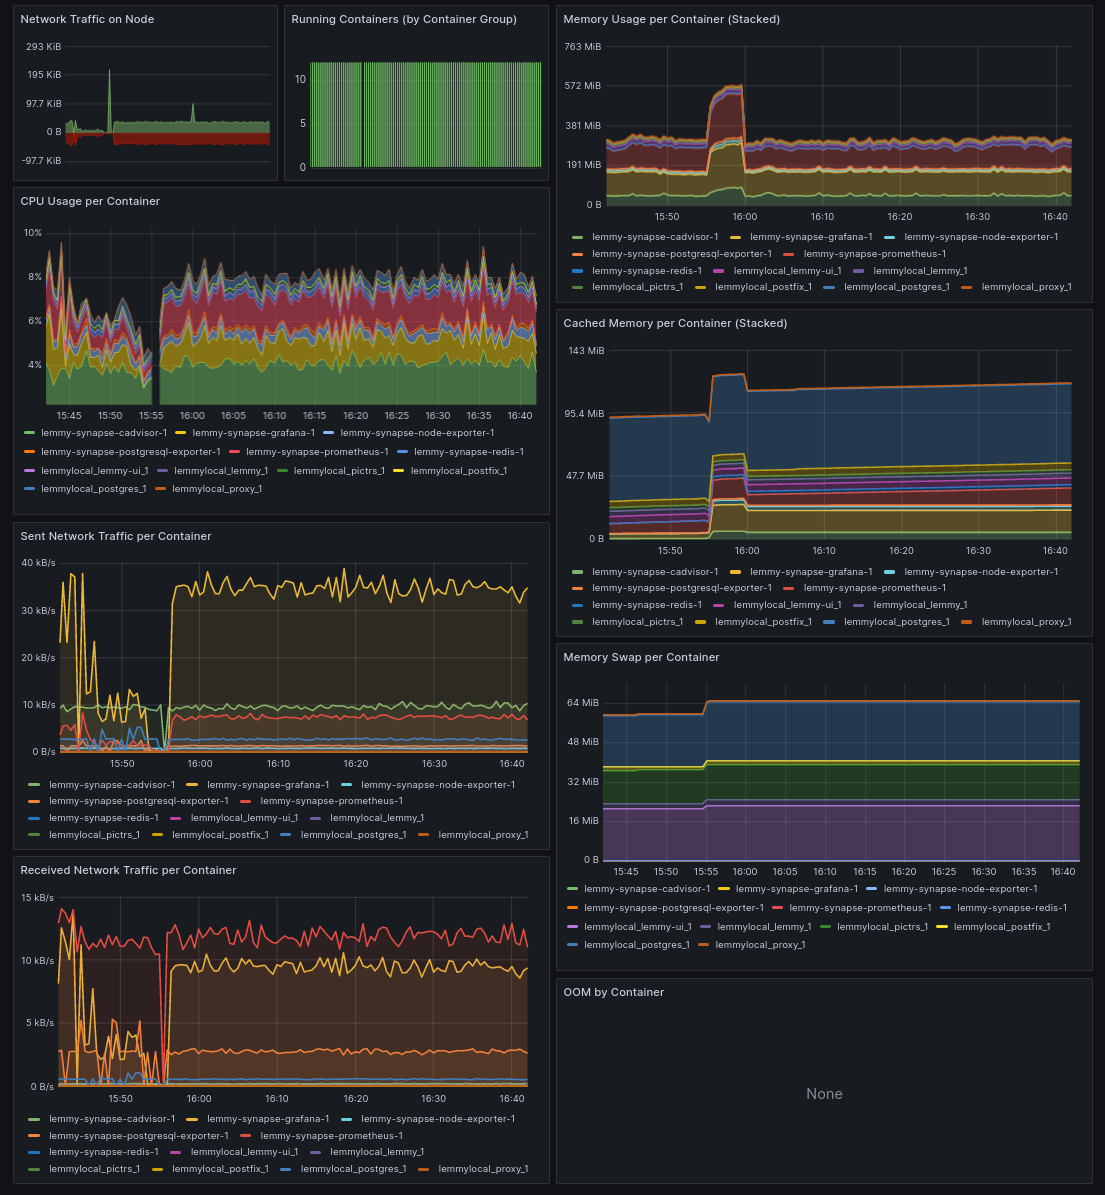 Network Traffic on Node
293 KiB
195 KiB
97.7 KiB
0 B
-97.7 KiB
Running Containers (by Container Group)
10
5
0
Memory Usage per Container (Stacked)
763 MiB
572 MiB
381 MiB
191 MiB
0 B
15:50 16:00 16:10 16:20 16:30 16:40
lemmy-synapse-cadvisor-1 lemmy-synapse-grafana-1 lemmy-synapse-node-exporter-1
lemmy-synapse-postgresql-exporter-1 lemmy-synapse-prometheus-1
lemmy-synapse-redis-1 lemmylocal_lemmy-ui_1 lemmylocal_lemmy_1
lemmylocal_pictrs_1 lemmylocal_postfix_1 lemmylocal_postgres_1 lemmylocal_proxy_1
CPU Usage per Container
10%
8%
6%
4%
15:45 15:50 15:55 16:00 16:05 16:10 16:15 16:20 16:25 16:30 16:35 16:40
lemmy-synapse-cadvisor-1 lemmy-synapse-grafana-1 lemmy-synapse-node-exporter-1
lemmy-synapse-postgresql-exporter-1 lemmy-synapse-prometheus-1 lemmy-synapse-redis-1
lemmylocal_lemmy-ui_1 lemmylocal_lemmy_1 lemmylocal_pictrs_1 lemmylocal_postfix_1
lemmylocal_postgres_1 lemmylocal_proxy_1
Cached Memory per Container (Stacked)
143 MiB
95.4 MiB
47.7 MiB
0 B
15:50 16:00 16:10 16:20 16:30 16:40
lemmy-synapse-cadvisor-1 lemmy-synapse-grafana-1 lemmy-synapse-node-exporter-1
lemmy-synapse-postgresql-exporter-1 lemmy-synapse-prometheus-1
lemmy-synapse-redis-1 lemmylocal_lemmy-ui_1 lemmylocal_lemmy_1
lemmylocal_pictrs_1 lemmylocal_postfix_1 lemmylocal_postgres_1 lemmylocal_proxy_1
Sent Network Traffic per Container
40 kB/s
30 kB/s
20 kB/s
10 kB/s
0 B/s
15:50 16:00 16:10 16:20 16:30 16:40
lemmy-synapse-cadvisor-1 lemmy-synapse-grafana-1 lemmy-synapse-node-exporter-1
lemmy-synapse-postgresql-exporter-1 lemmy-synapse-prometheus-1
lemmy-synapse-redis-1 lemmylocal_lemmy-ui_1 lemmylocal_lemmy_1
lemmylocal_pictrs_1 lemmylocal_postfix_1 lemmylocal_postgres_1 lemmylocal_proxy_1
Memory Swap per Container
64 MiB
48 MiB
32 MiB
16 MiB
0 B
15:45 15:50 15:55 16:00 16:05 16:10 16:15 16:20 16:25 16:30 16:35 16:40
lemmy-synapse-cadvisor-1 lemmy-synapse-grafana-1 lemmy-synapse-node-exporter-1
lemmy-synapse-postgresql-exporter-1 lemmy-synapse-prometheus-1 lemmy-synapse-redis-1
lemmylocal_lemmy-ui_1 lemmylocal_lemmy_1 lemmylocal_pictrs_1 lemmylocal_postfix_1
lemmylocal_postgres_1 lemmylocal_proxy_1
Received Network Traffic per Container
15 kB/s
10 kB/s
5 kB/s
0 B/s
15:50 16:00 16:10 16:20 16:30 16:40
lemmy-synapse-cadvisor-1 lemmy-synapse-grafana-1 lemmy-synapse-node-exporter-1
lemmy-synapse-postgresql-exporter-1 lemmy-synapse-prometheus-1
lemmy-synapse-redis-1 lemmylocal_lemmy-ui_1 lemmylocal_lemmy_1
lemmylocal_pictrs_1 lemmylocal_postfix_1 lemmylocal_postgres_1 lemmylocal_proxy_1
OOM by Container
None